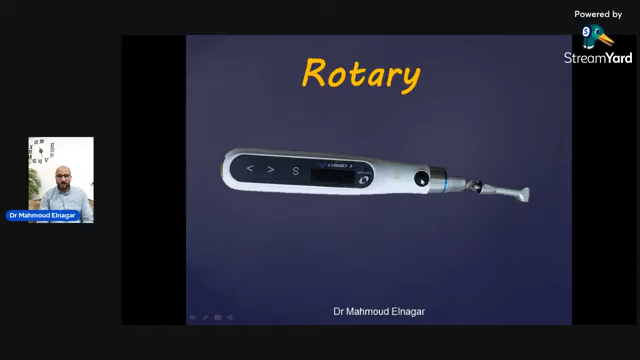 Powered by
StreamYard
Rotary
< > S
Dr Mahmoud Elnagar
Dr Mahmoud Elnagar